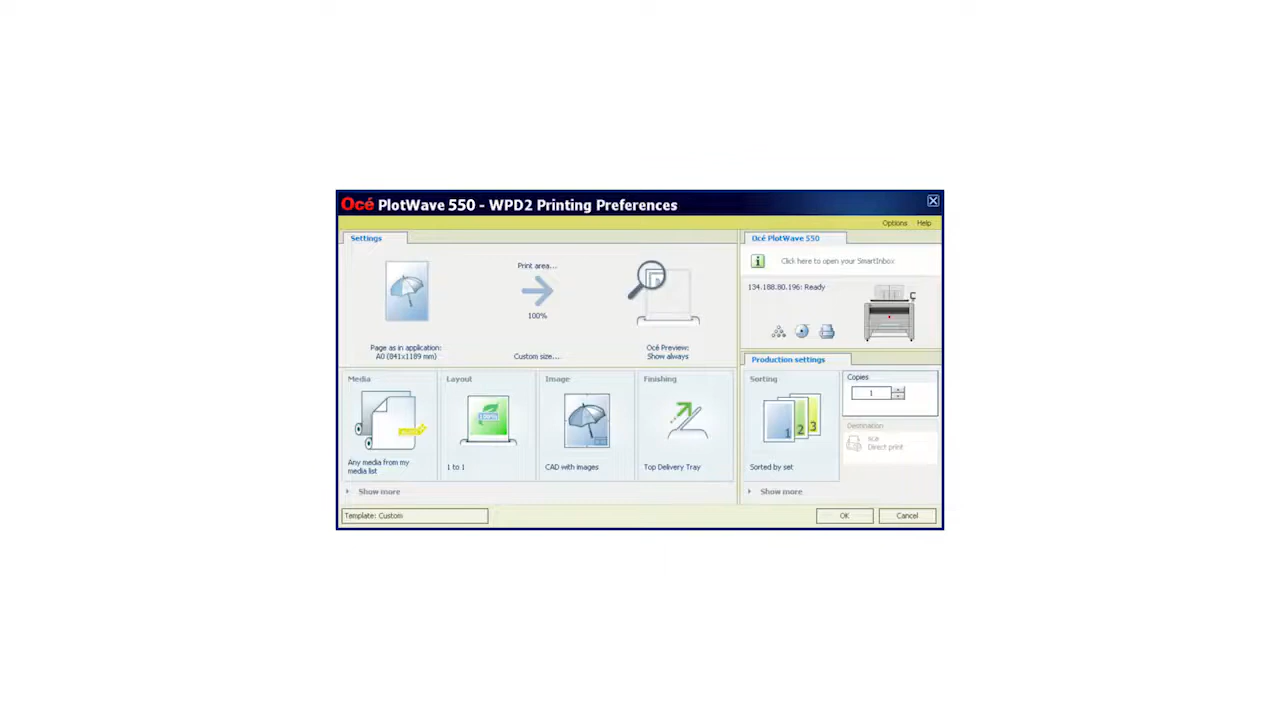 Océ PlotWave 550 - WPD2 Printing Preferences
Options Help
Settings
Print area...
100%
Page as in application:
A0 (841x1189 mm)
Custom size...
Océ Preview:
Show always
Media
Any media from my
media list
Layout
1 to 1
Image
CAD with images
Finishing
Top Delivery Tray
Show more
Template: Custom
Océ PlotWave 550
Click here to open your SmartInbox
134.188.80.196: Ready
Production settings
Sorting
1 2 3
Sorted by set
Copies
1
Destination
sca
Direct print
Show more
OK Cancel